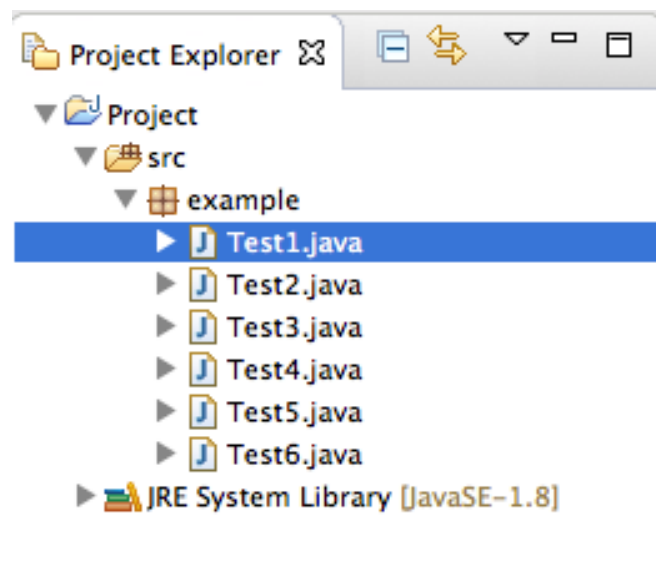 Project Explorer
Project
src
example
Test1.java
Test2.java
Test3.java
Test4.java
Test5.java
Test6.java
JRE System Library [JavaSE-1.8]